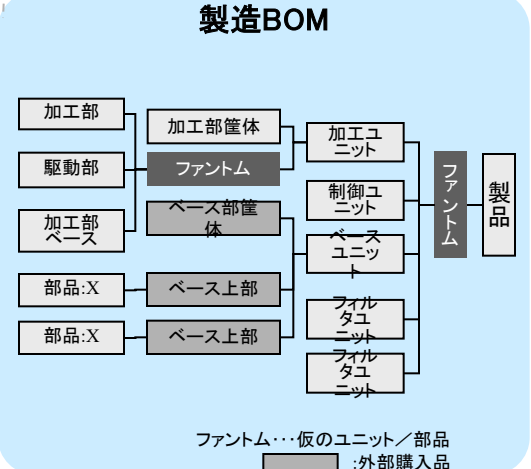 製造BOM
加工部
駆動部
加工部
ベース
部品:X
部品:X
加工部筐体
ファントム
ベース部筐
体
ベース上部
ベース上部
加工ユ
ニット
制御ユ
ニット
ベース
ユニッ
ト
フィル
タユ
ニット
フィル
タユ
ニット
ファントム
製品
ファントム･･･仮のユニット／部品
:外部購入品